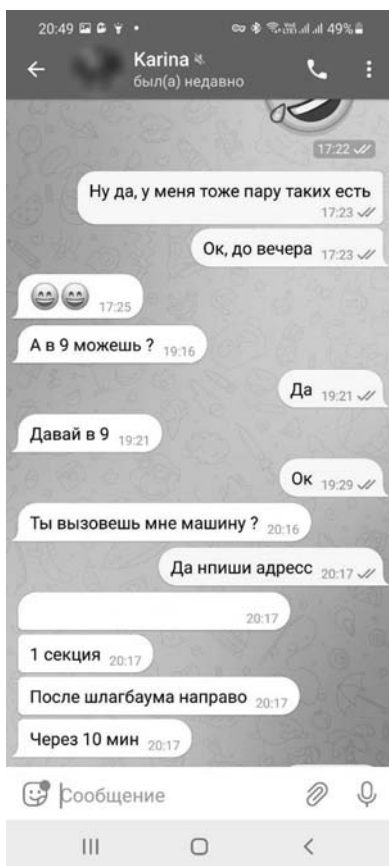 20:49
49%
Karina
был(а) недавно
17:22
Ну да, у меня тоже пару таких есть
17:23
Ок, до вечера 17:23
17:25
А в 9 можешь ? 19:16
Да 19:21
Давай в 9 19:21
Ок 19:29
Ты вызовешь мне машину ? 20:16
Да нпиши адресс 20:17
20:17
1 секция 20:17
После шлагбаума направо 20:17
Через 10 мин 20:17
Сообщение